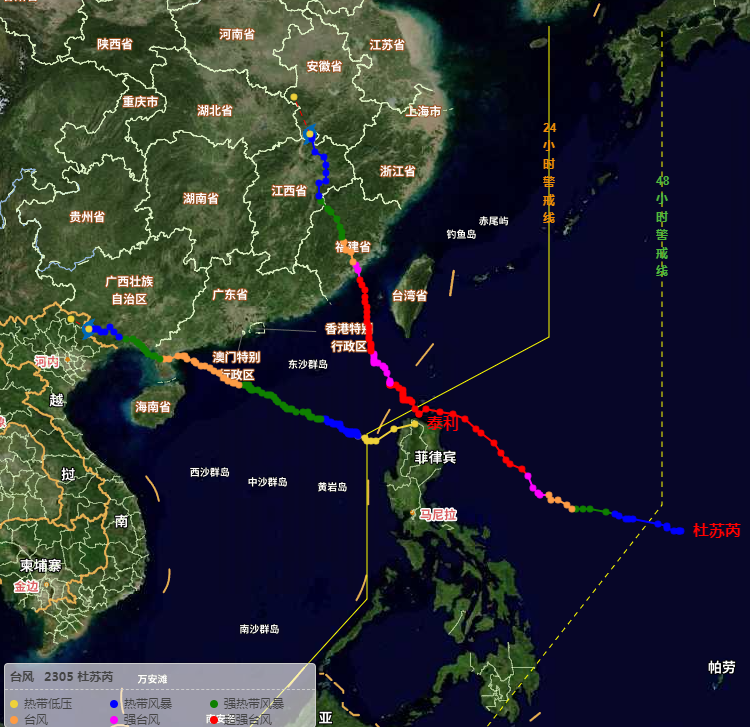 陕西省
河南省
江苏省
安徽省
重庆市
湖北省
上海市
24小时警戒线
浙江省
48小时警戒线
江西省
湖南省
贵州省
赤尾屿
钓鱼岛
福建省
广西壮族
自治区
广东省
台湾省
香港特别
行政区
澳门特别
行政区
河内
东沙群岛
越
海南省
泰利
菲律宾
挝
西沙群岛
中沙群岛
黄岩岛
南
马尼拉
杜苏芮
柬埔寨
金边
南沙群岛
帕劳
台风 2305 杜苏芮
万安滩
热带低压
热带风暴
强热带风暴
台风
强台风
超强台风
亚